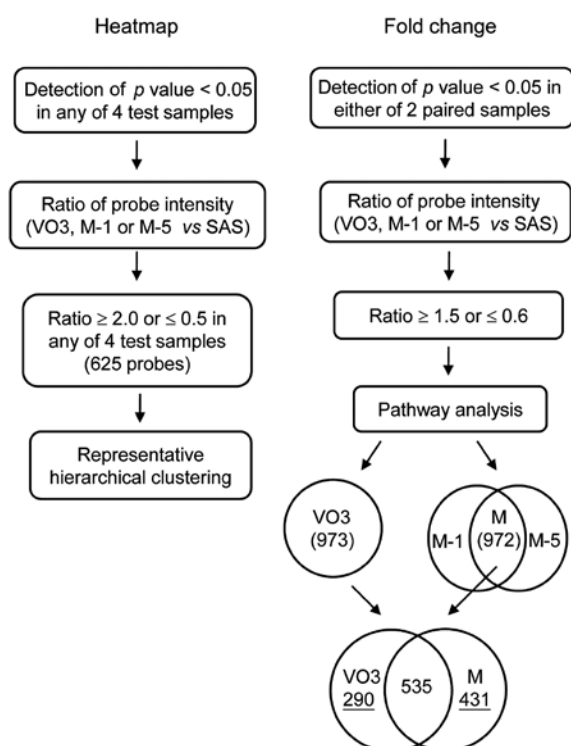 Heatmap
Detection of p value < 0.05
in any of 4 test samples
Ratio of probe intensity
(VO3, M-1 or M-5 vs SAS)
Ratio ≥ 2.0 or ≤ 0.5 in
any of 4 test samples
(625 probes)
Representative
hierarchical clustering
Fold change
Detection of p value < 0.05 in
either of 2 paired samples
Ratio of probe intensity
(VO3, M-1 or M-5 vs SAS)
Ratio ≥ 1.5 or ≤ 0.6
Pathway analysis
VO3
(973)
M-1
M
(972)
M-5
VO3
290
535
M
431